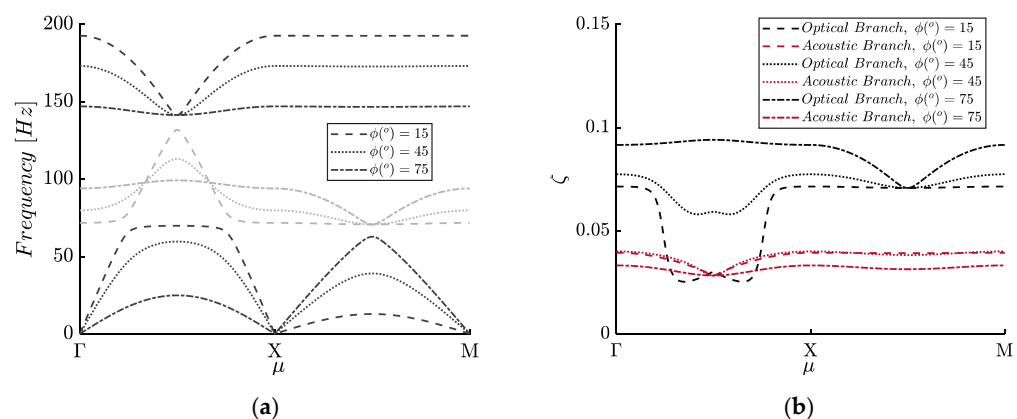 200
150
100
50
0
Frequency [Hz]
ϕ(°) = 15
ϕ(°) = 45
ϕ(°) = 75
Γ
X
M
μ
(a)
0.15
0.1
0.05
0
ζ
Optical Branch, ϕ(°) = 15
Acoustic Branch, ϕ(°) = 15
Optical Branch, ϕ(°) = 45
Acoustic Branch, ϕ(°) = 45
Optical Branch, ϕ(°) = 75
Acoustic Branch, ϕ(°) = 75
Γ
X
M
μ
(b)